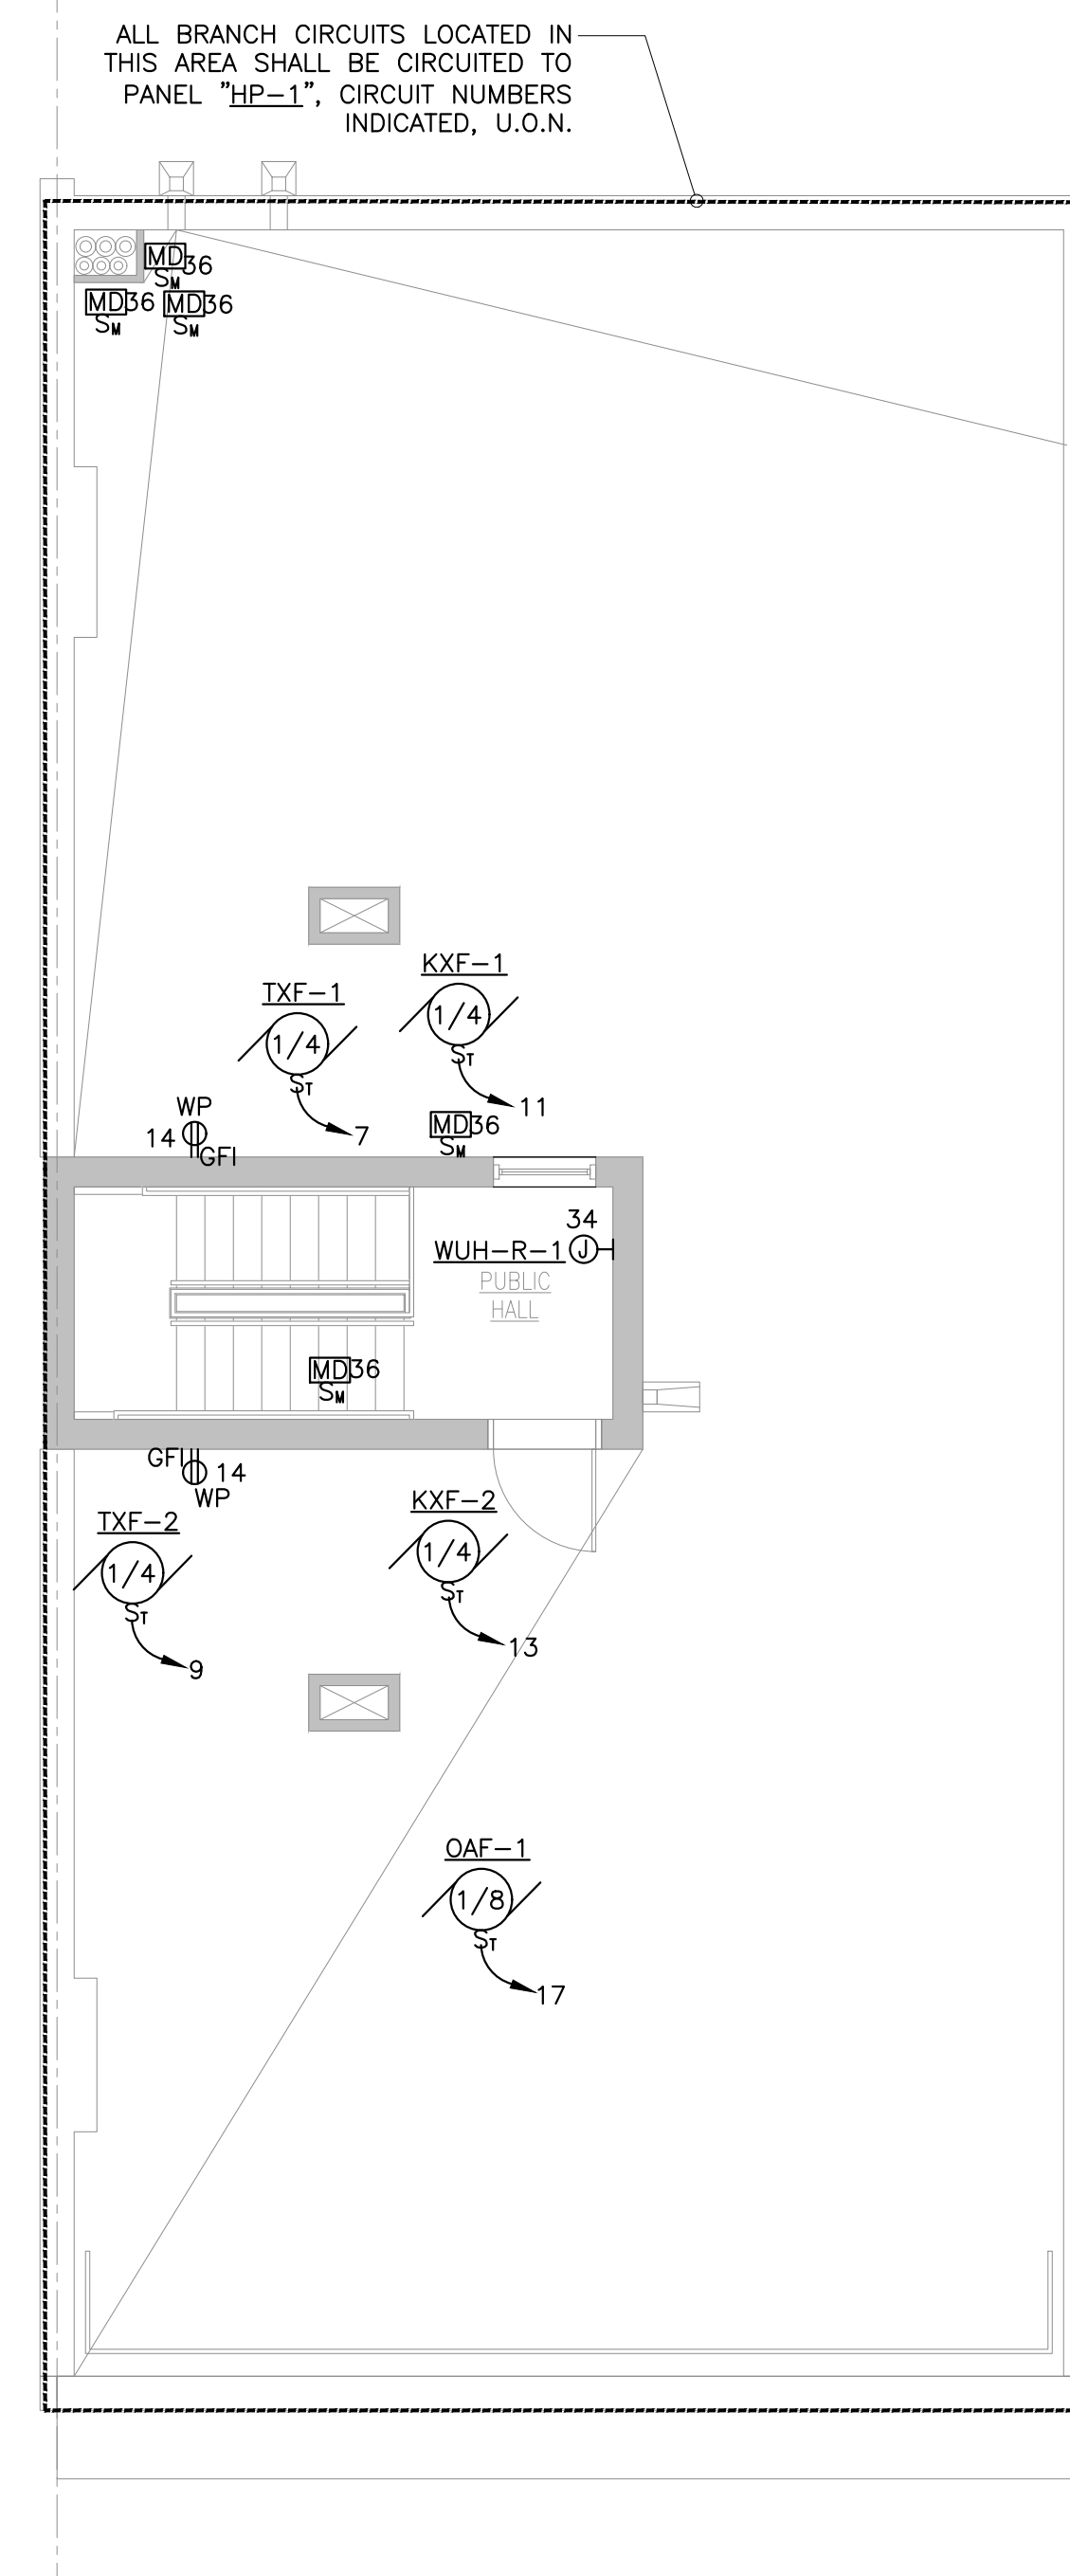 ALL BRANCH CIRCUITS LOCATED IN
THIS AREA SHALL BE CIRCUITED TO
PANEL "HP-1", CIRCUIT NUMBERS
INDICATED, U.O.N.
MD 36
SM
MD 36
SM
MD 36
SM
KXF-1
1/4
ST
11
TXF-1
1/4
ST
7
WP
14
GFI
MD 36
SM
34
WUH-R-1 J
PUBLIC
HALL
MD 36
SM
GFI
14
WP
TXF-2
1/4
ST
9
KXF-2
1/4
ST
13
OAF-1
1/8
ST
17